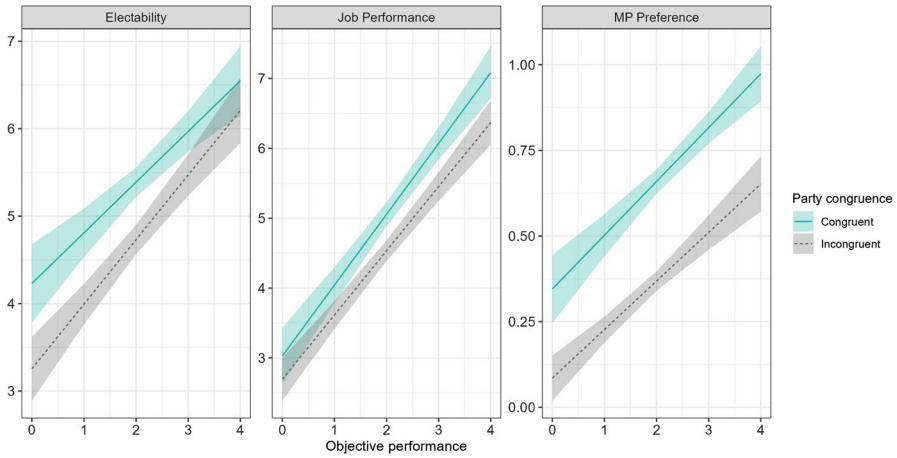 Electability
Job Performance
MP Preference
7
6
5
4
3
0 1 2 3 4
7
6
5
4
3
0 1 2 3 4
1.00
0.75
0.50
0.25
0.00
0 1 2 3 4
Objective performance
Party congruence
Congruent
Incongruent